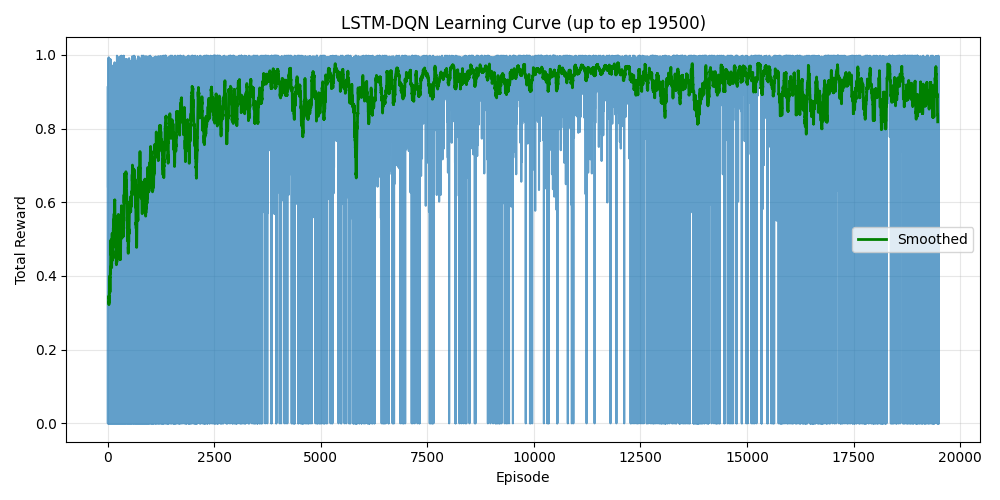 LSTM-DQN Learning Curve (up to ep 19500)
Total Reward
1.0
0.8
0.6
0.4
0.2
0.0
Smoothed
0 2500 5000 7500 10000 12500 15000 17500 20000
Episode